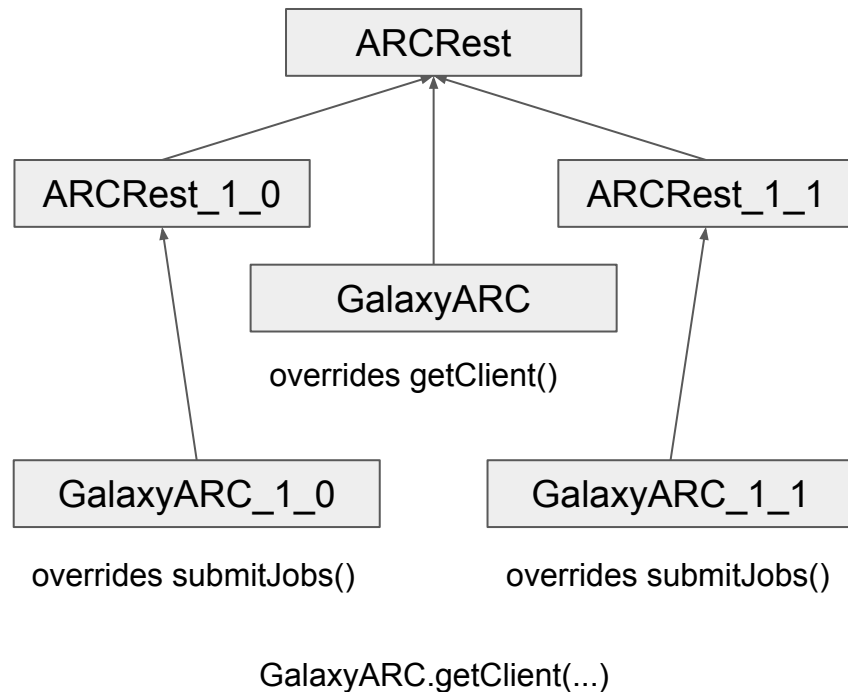 ARCRest
ARCRest_1_0
ARCRest_1_1
GalaxyARC
overrides getClient()
GalaxyARC_1_0
GalaxyARC_1_1
overrides submitJobs()
overrides submitJobs()
GalaxyARC.getClient(...)